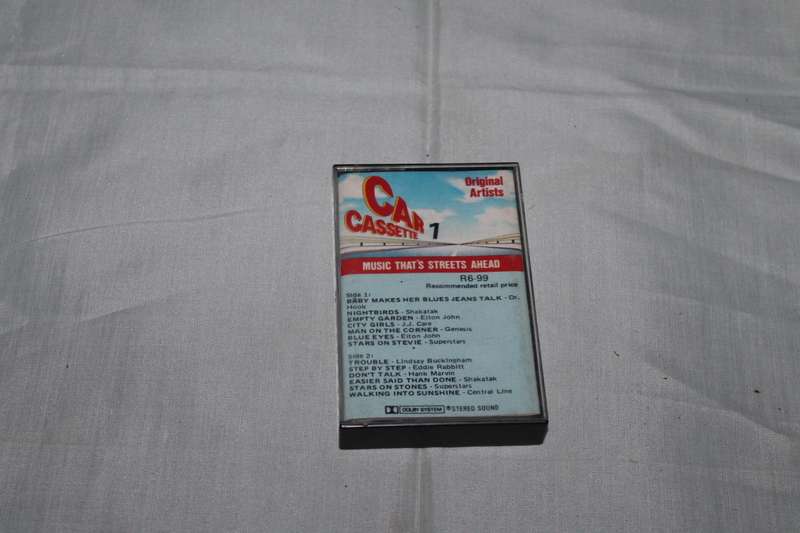 CAR
CASSETTE 1
Original
Artists
MUSIC THAT'S STREETS AHEAD
R6-99
Recommended retail price
Side 1:
BABY MAKES HER BLUES JEANS TALK - Dr.
Hook
NIGHTBIRDS - Shakatak
EMPTY GARDEN - Elton John
CITY GIRLS - J.J. Cale
MAN ON THE CORNER - Genesis
BLUE EYES - Elton John
STARS ON STEVIE - Superstars
Side 2:
TROUBLE - Lindsay Buckingham
STEP BY STEP - Eddie Rabbitt
DON'T TALK - Hank Marvin
EASIER SAID THAN DONE - Shakatak
STARS ON STONES - Superstars
WALKING INTO SUNSHINE - Central Line
DOLBY SYSTEM ® STEREO SOUND